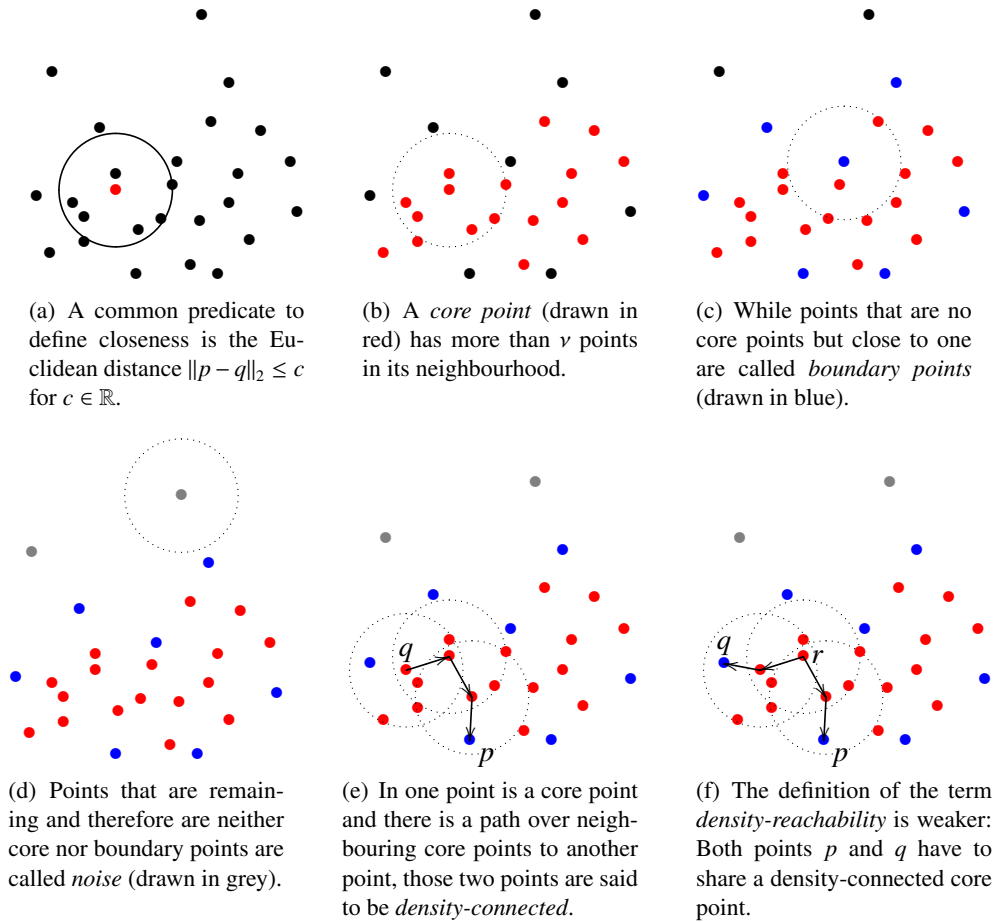 (a) A common predicate to
define closeness is the Eu-
clidean distance ‖p − q‖₂ ≤ c
for c ∈ ℝ.
(b) A core point (drawn in
red) has more than ν points
in its neighbourhood.
(c) While points that are no
core points but close to one
are called boundary points
(drawn in blue).
q
p
q
r
p
(d) Points that are remain-
ing and therefore are neither
core nor boundary points are
called noise (drawn in grey).
(e) In one point is a core point
and there is a path over neigh-
bouring core points to another
point, those two points are said
to be density-connected.
(f) The definition of the term
density-reachability is weaker:
Both points p and q have to
share a density-connected core
point.